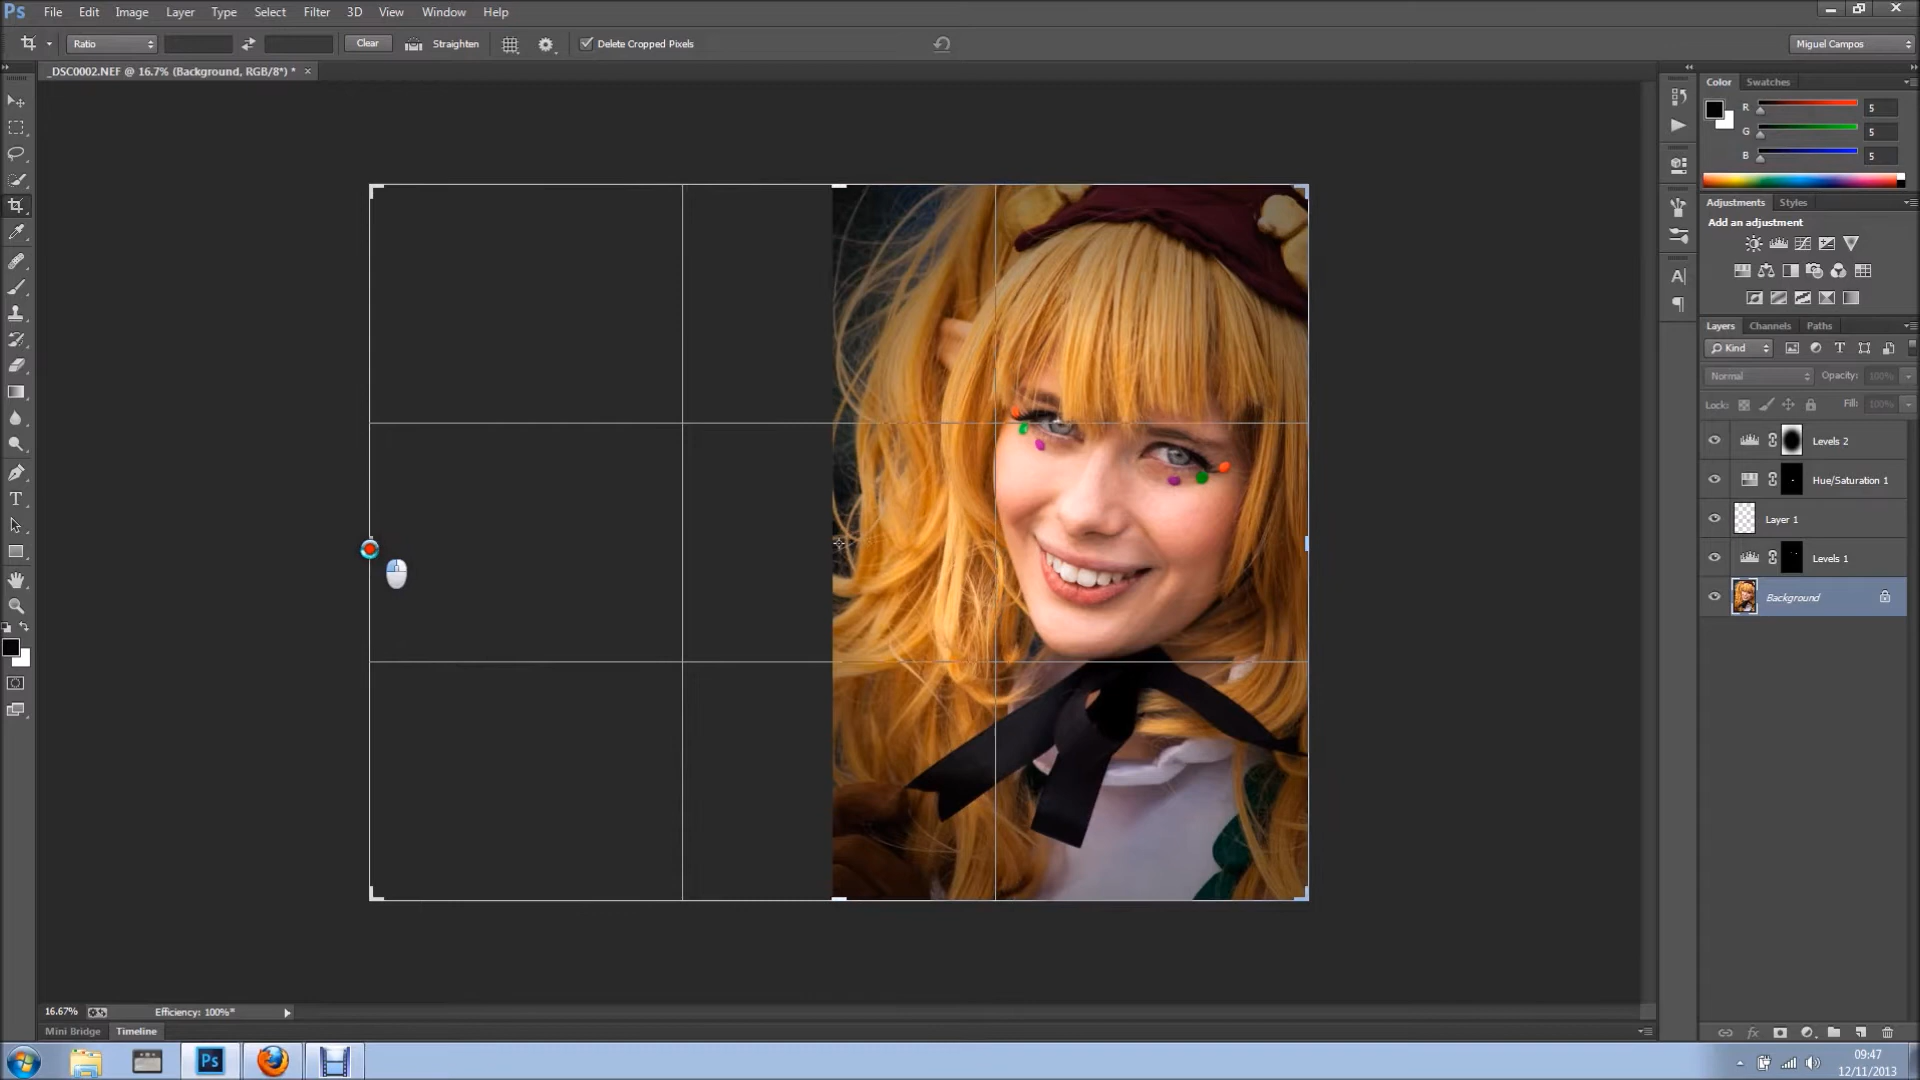 Ps File Edit Image Layer Type Select Filter 3D View Window Help
Ratio Clear Straighten Delete Cropped Pixels Miguel Campos
_DSC0002.NEF @ 16.7% (Background, RGB/8*) * ×
Color Swatches
R 5
G 5
B 5
Adjustments Styles
Add an adjustment
Layers Channels Paths
Kind
Normal Opacity: 100%
Lock: Fill: 100%
Levels 2
Hue/Saturation 1
Layer 1
Levels 1
Background
16.67% Efficiency: 100%*
Mini Bridge Timeline
Ps 09:47
12/11/2013